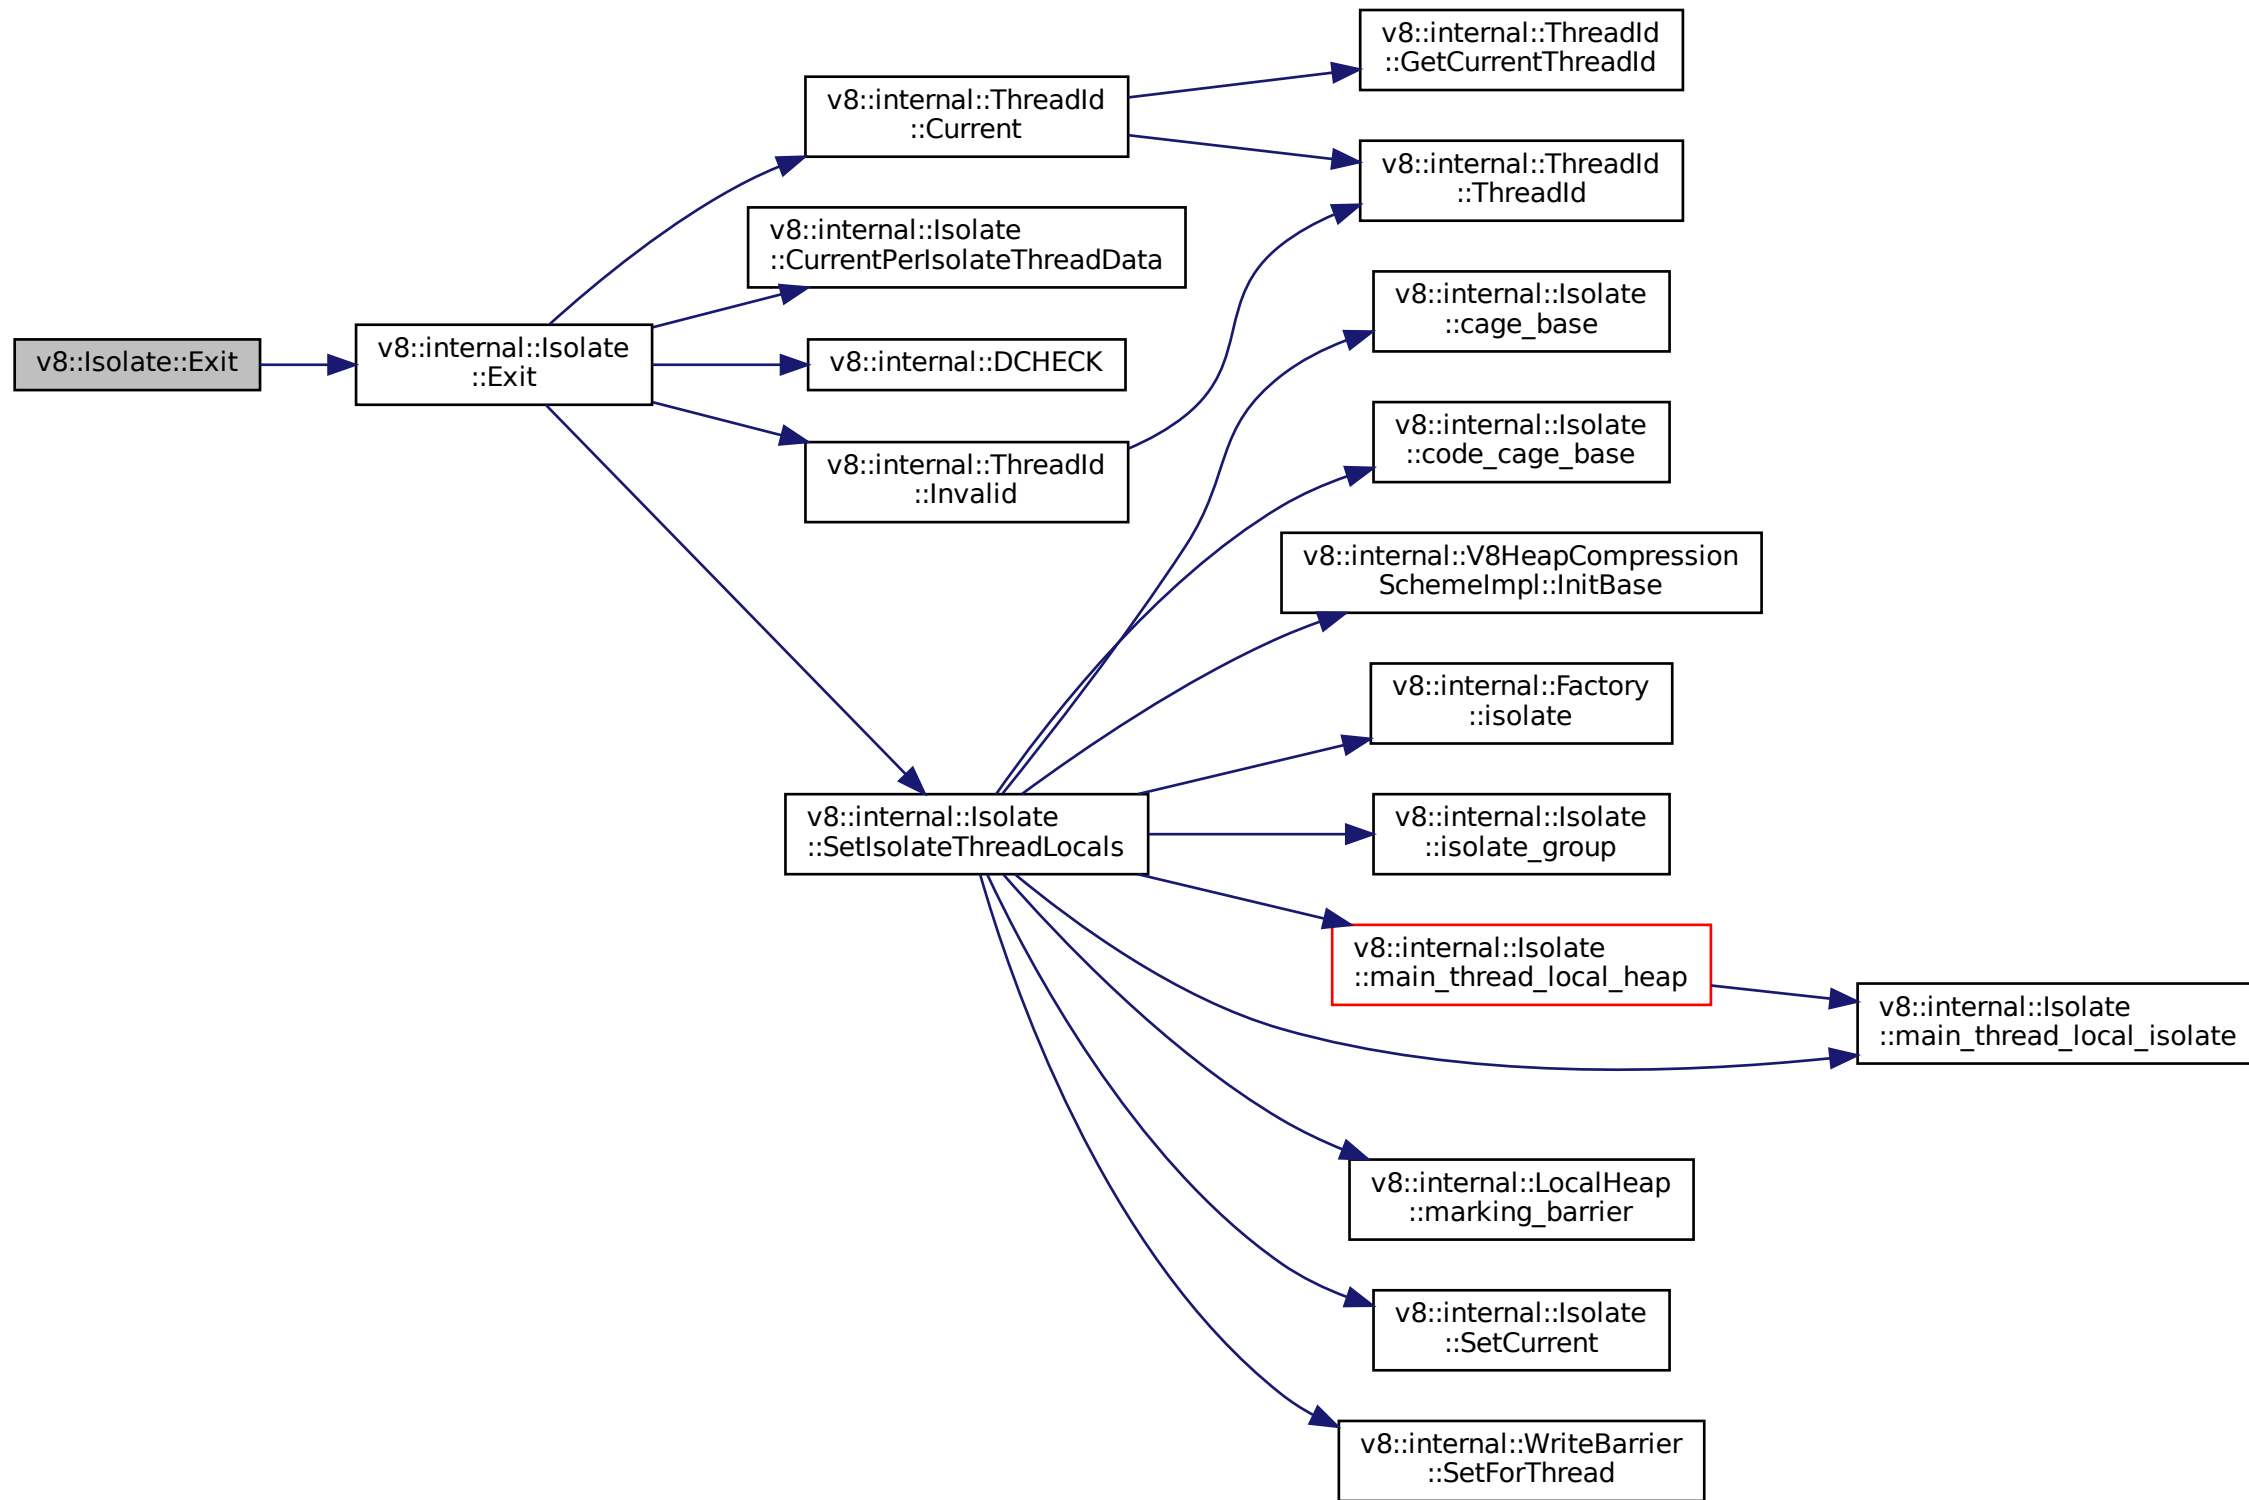 v8::Isolate::Exit
v8::internal::Isolate
::Exit
v8::internal::ThreadId
::Current
v8::internal::Isolate
::CurrentPerIsolateThreadData
v8::internal::DCHECK
v8::internal::ThreadId
::Invalid
v8::internal::Isolate
::SetIsolateThreadLocals
v8::internal::ThreadId
::GetCurrentThreadId
v8::internal::ThreadId
::ThreadId
v8::internal::Isolate
::cage_base
v8::internal::Isolate
::code_cage_base
v8::internal::V8HeapCompression
SchemeImpl::InitBase
v8::internal::Factory
::isolate
v8::internal::Isolate
::isolate_group
v8::internal::Isolate
::main_thread_local_heap
v8::internal::Isolate
::main_thread_local_isolate
v8::internal::LocalHeap
::marking_barrier
v8::internal::Isolate
::SetCurrent
v8::internal::WriteBarrier
::SetForThread